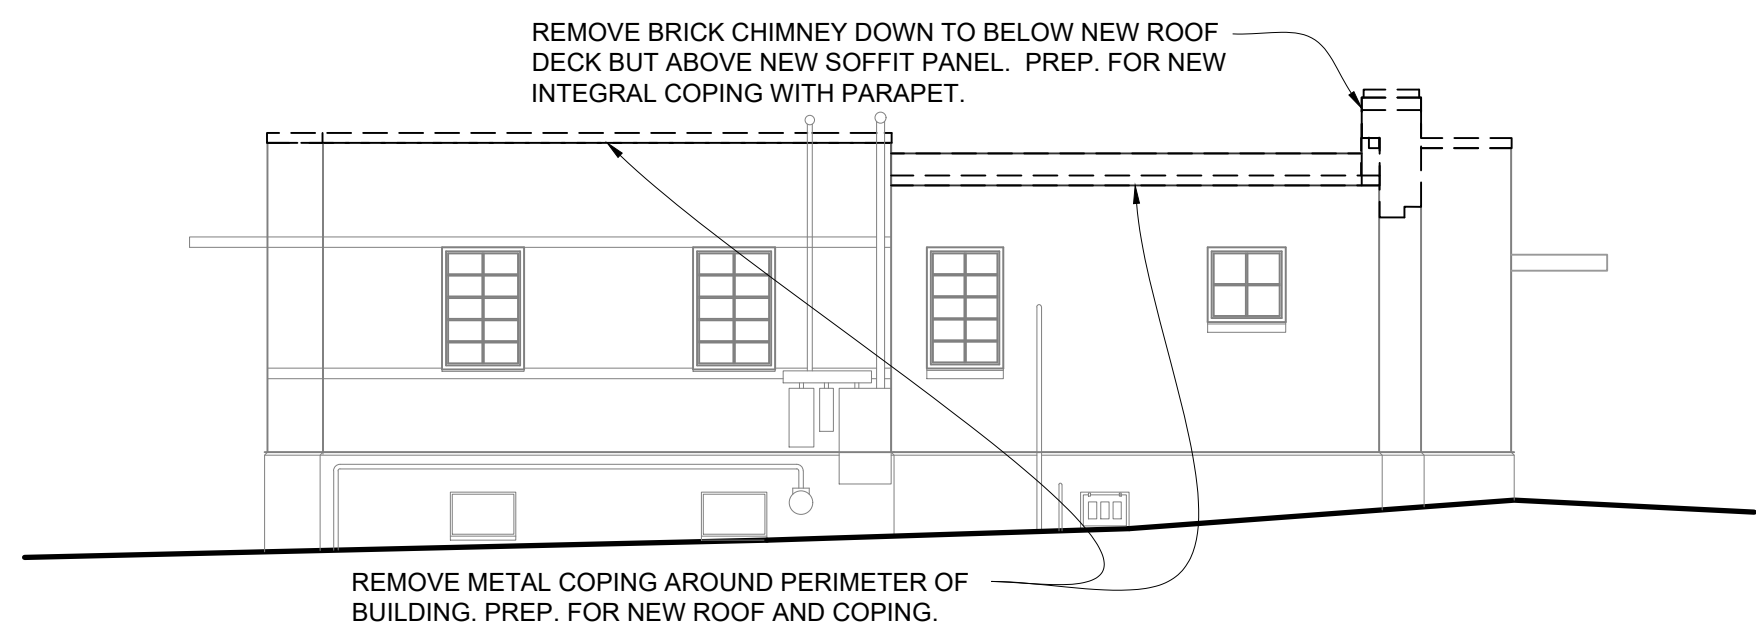 REMOVE BRICK CHIMNEY DOWN TO BELOW NEW ROOF
DECK BUT ABOVE NEW SOFFIT PANEL.  PREP. FOR NEW
INTEGRAL COPING WITH PARAPET.
REMOVE METAL COPING AROUND PERIMETER OF
BUILDING. PREP. FOR NEW ROOF AND COPING.